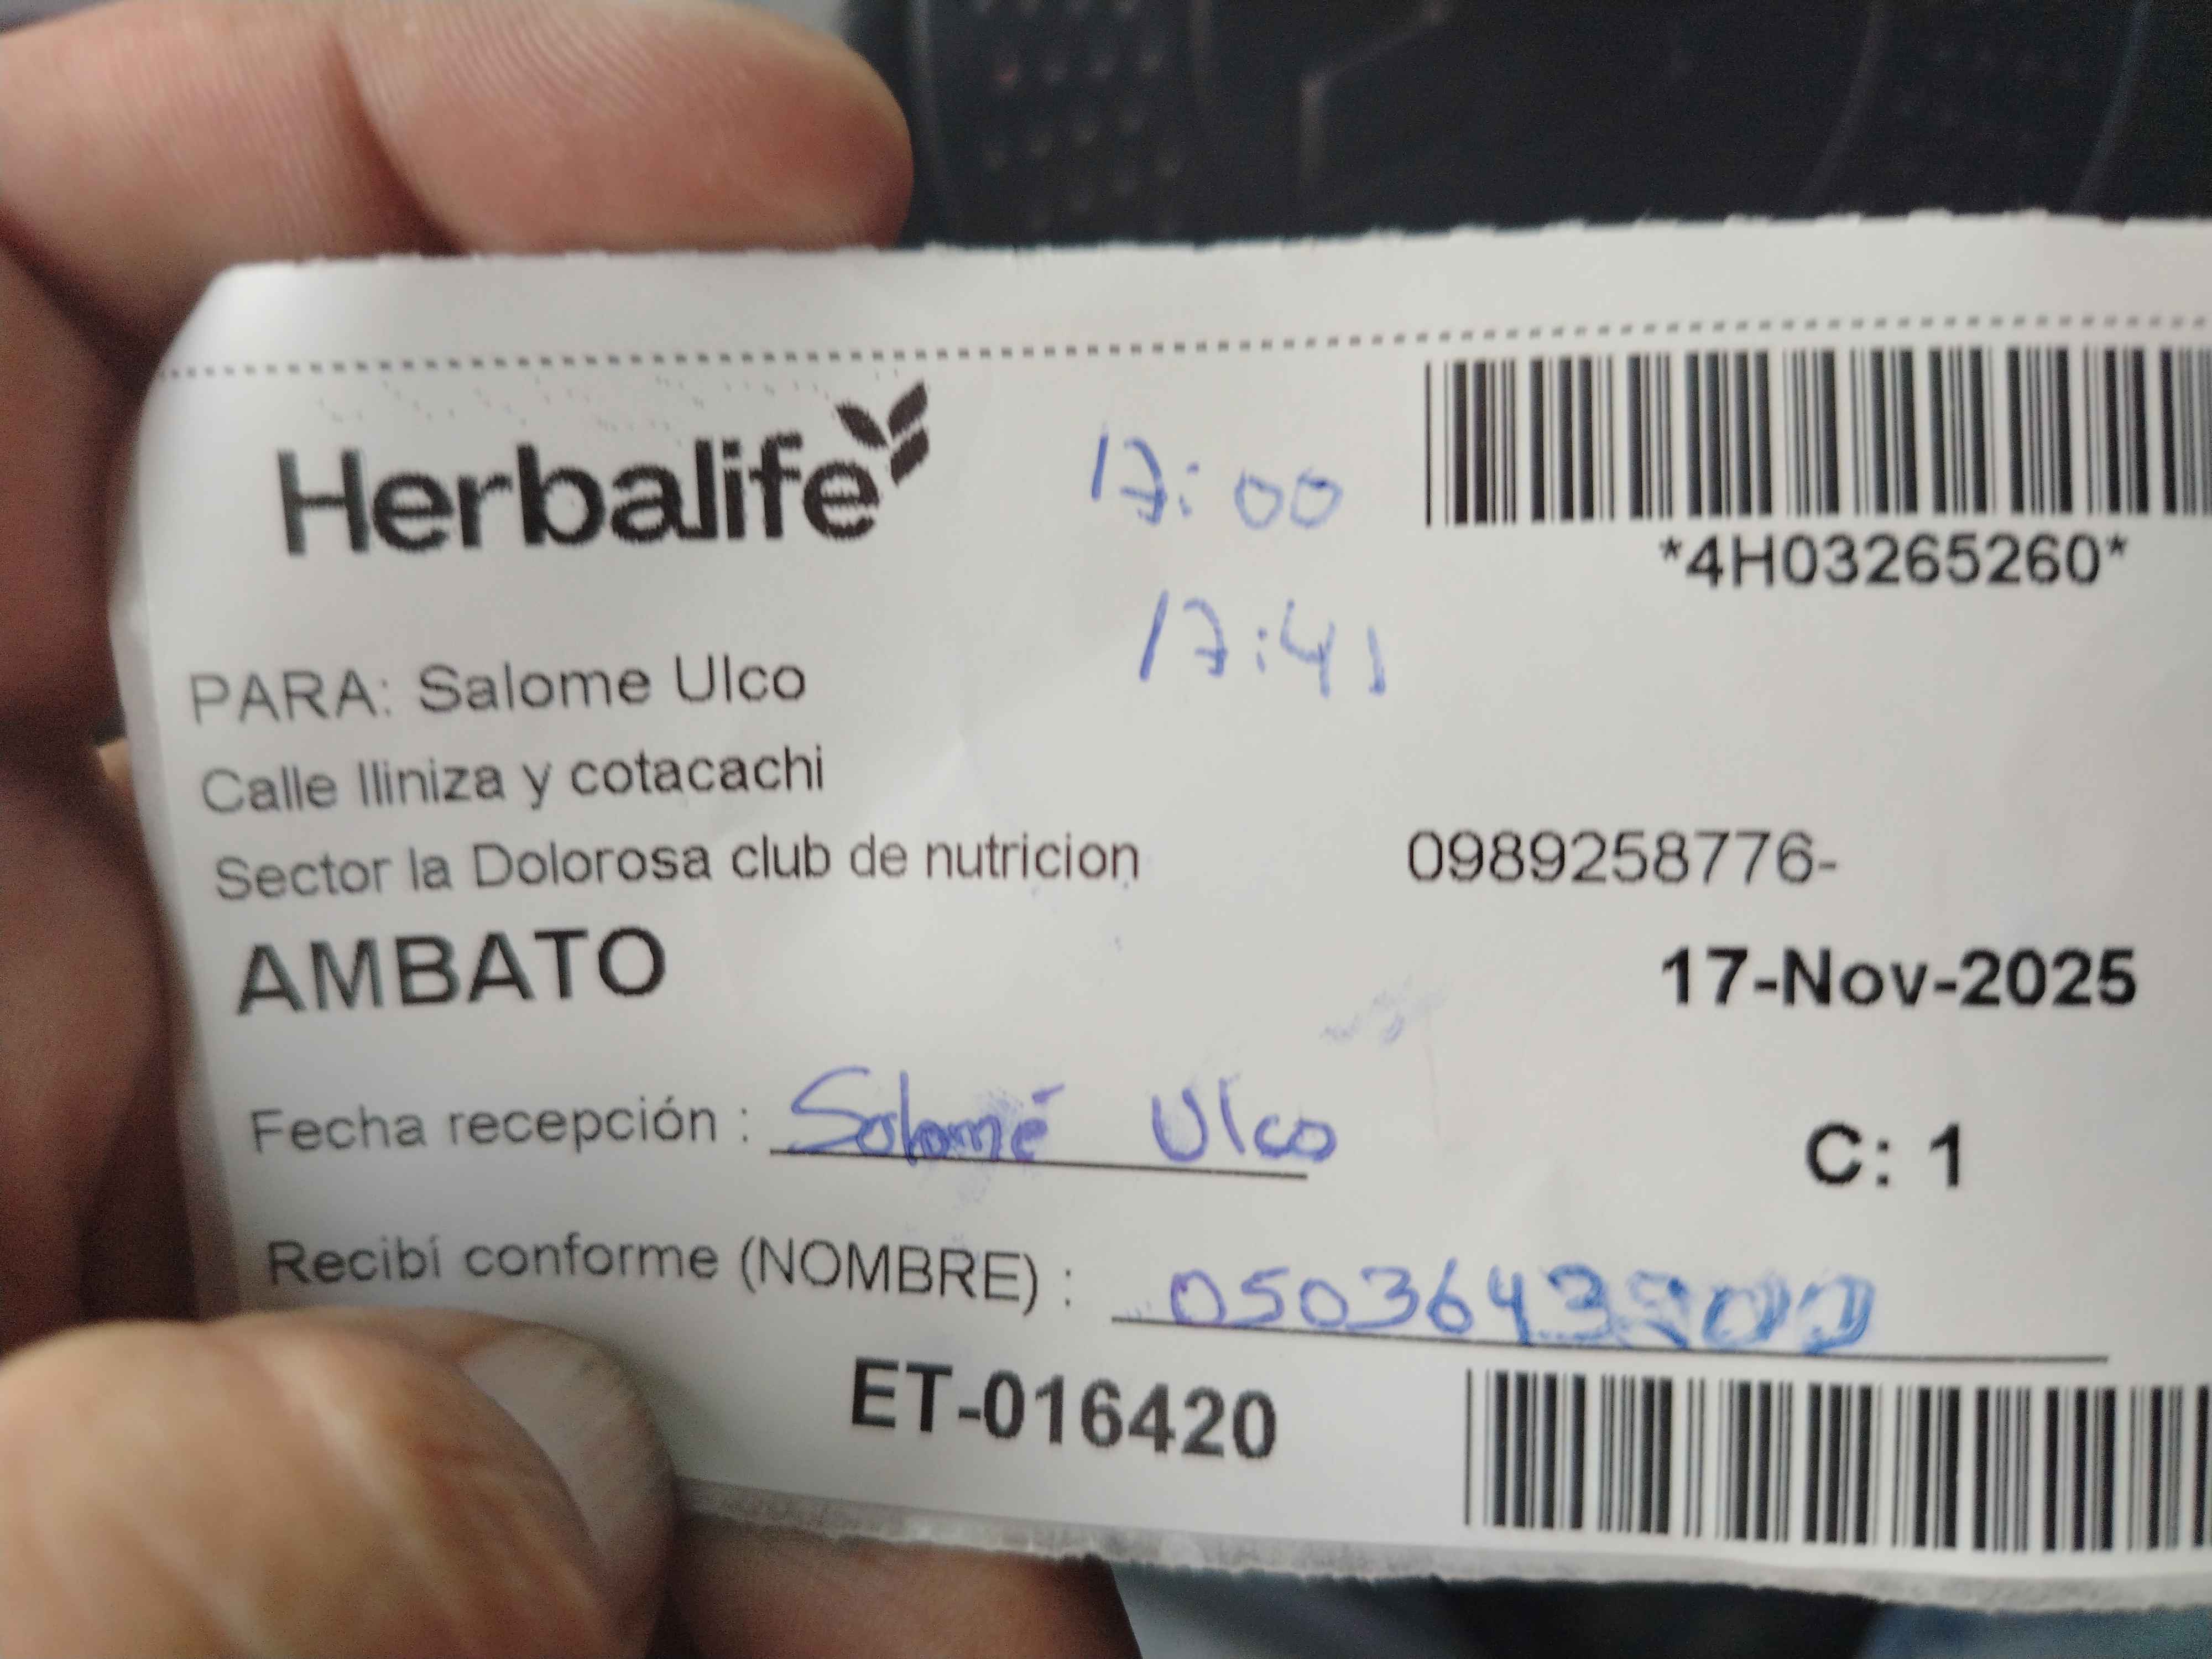 Herbalife
17:00
*4H03265260*
17:41
PARA: Salome Ulco
Calle Iliniza y cotacachi
Sector la Dolorosa club de nutricion 0989258776-
AMBATO
17-Nov-2025
Fecha recepción : Salomé Ulco
C: 1
Recibí conforme (NOMBRE) :
ET-016420